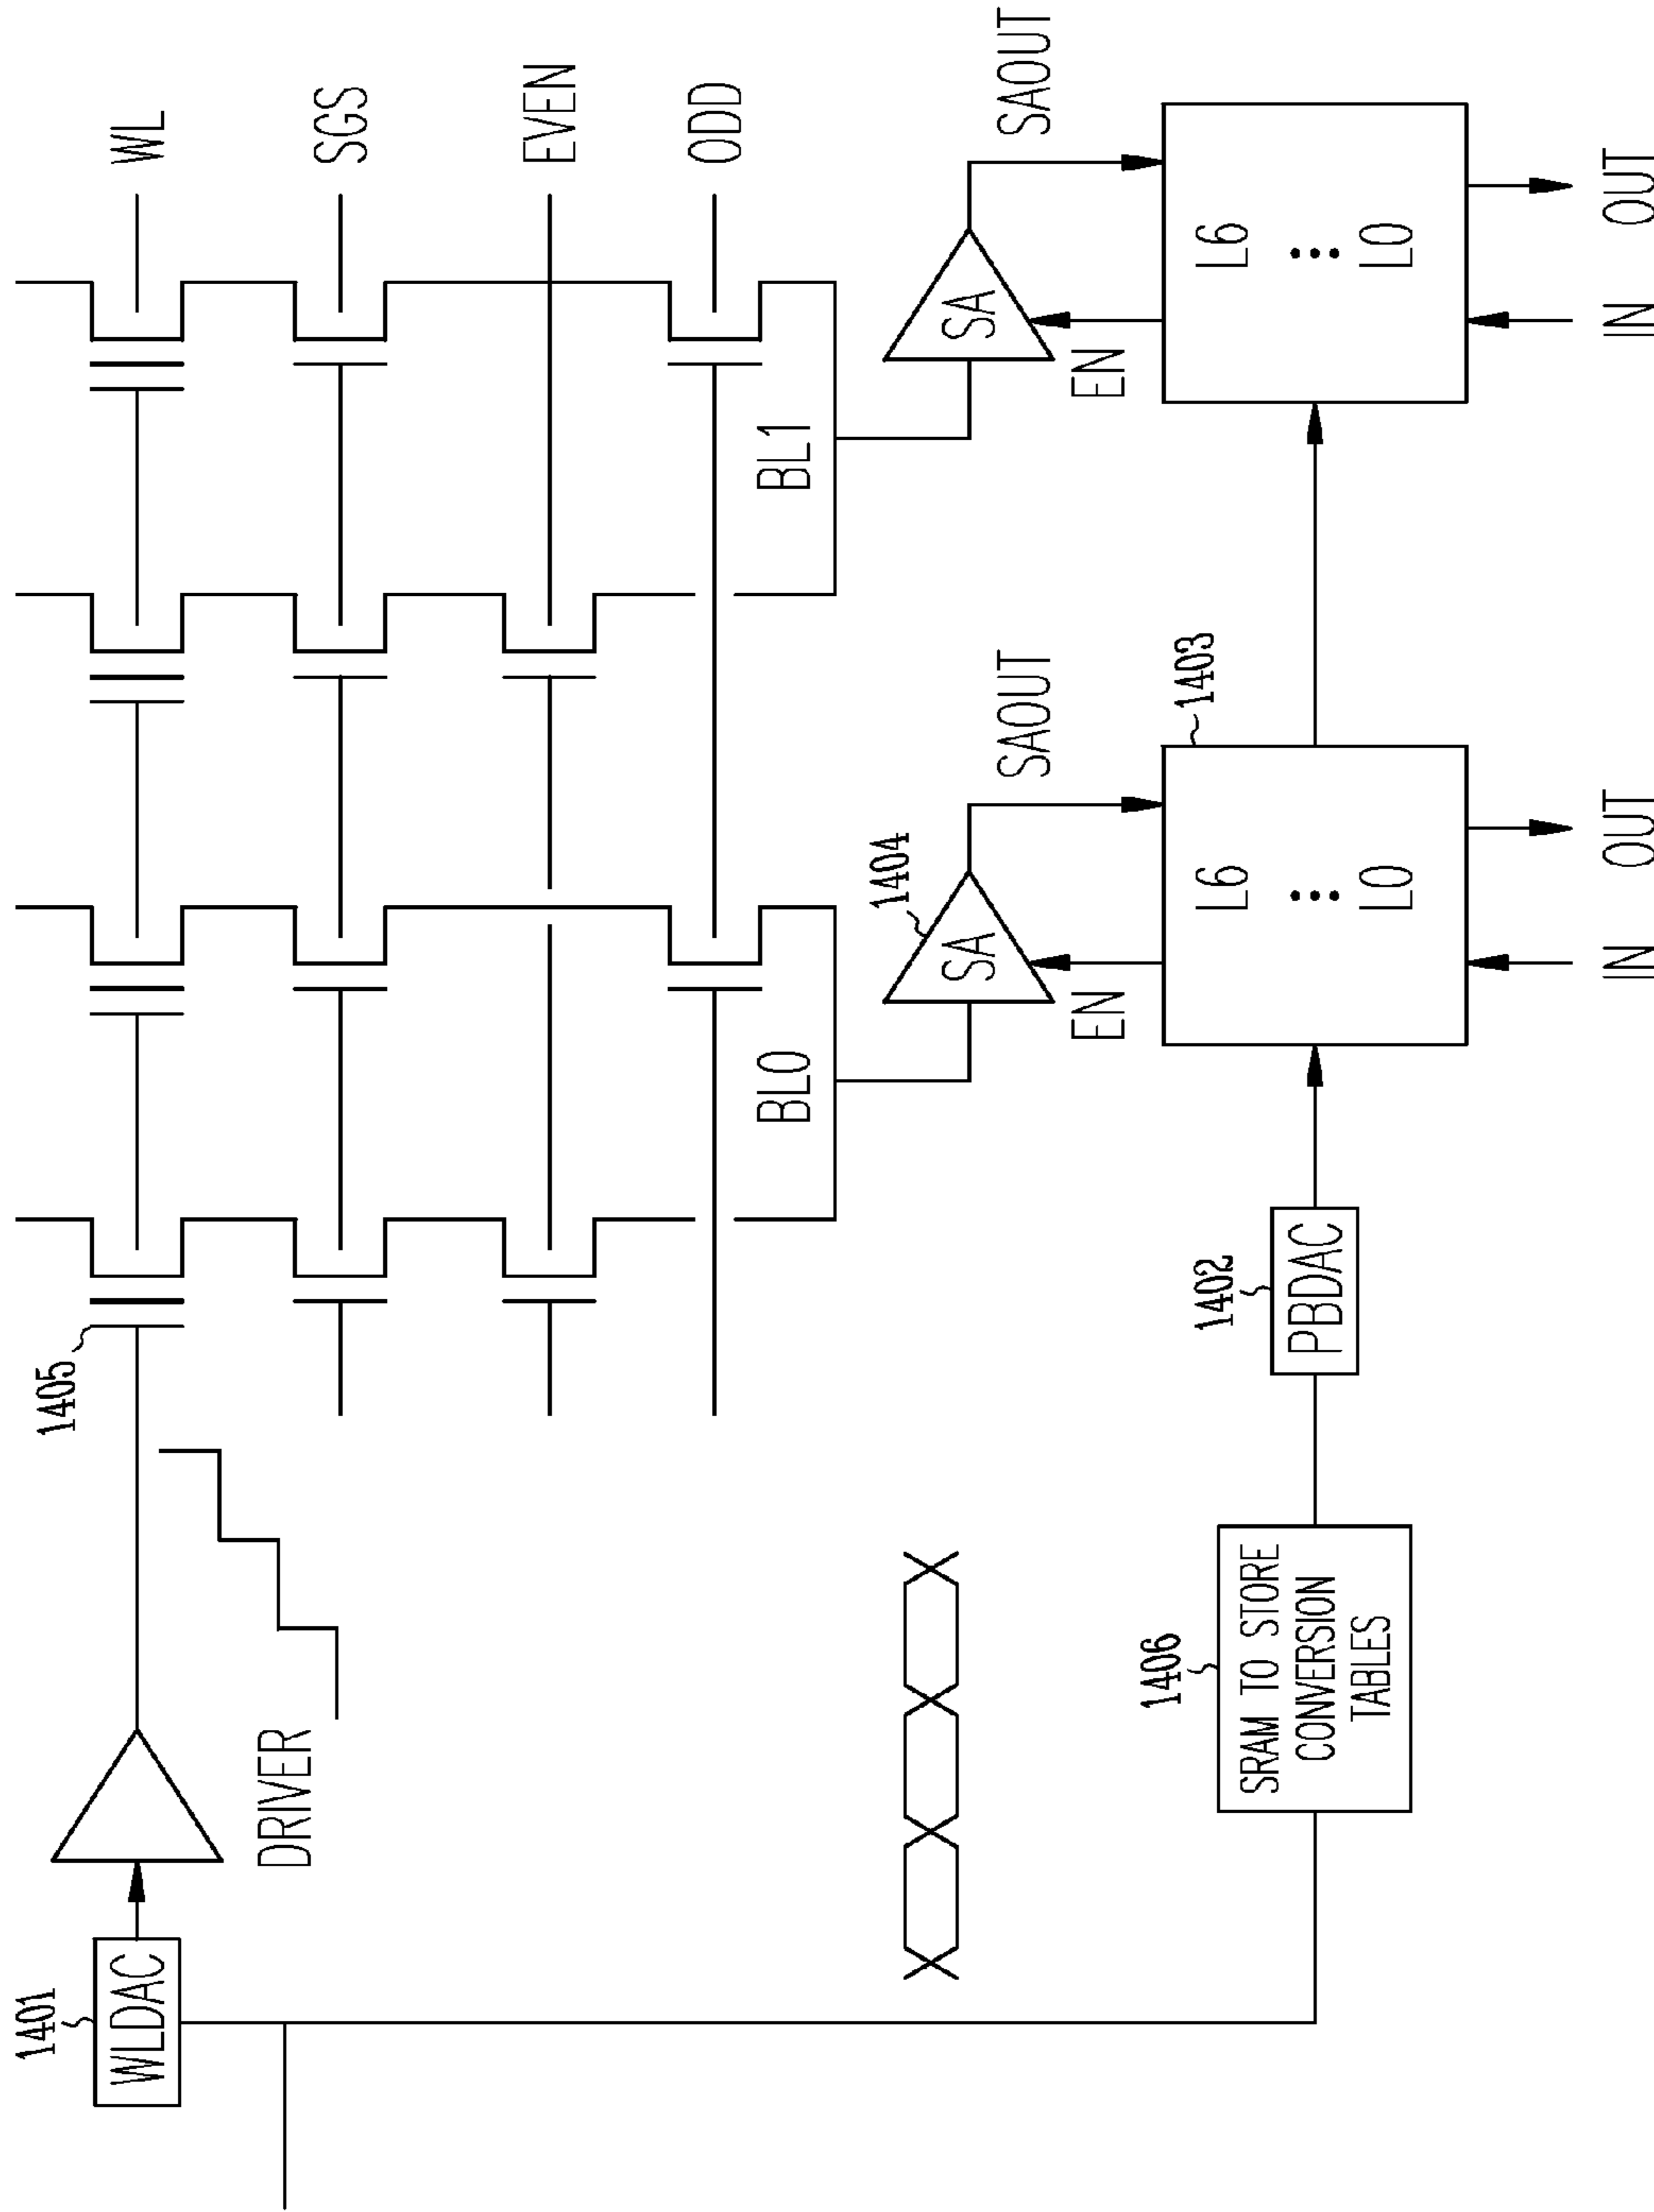 1401
WLDAC
DRIVER
1405
WL
SGS
EVEN
ODD
BL0
BL1
1404
SA
SAOUT
EN
SA
SAOUT
EN
1406
SRAM TO STORE
CONVERSION
TABLES
1402
PBDAC
1403
L6
L0
L6
L0
IN
OUT
IN
OUT